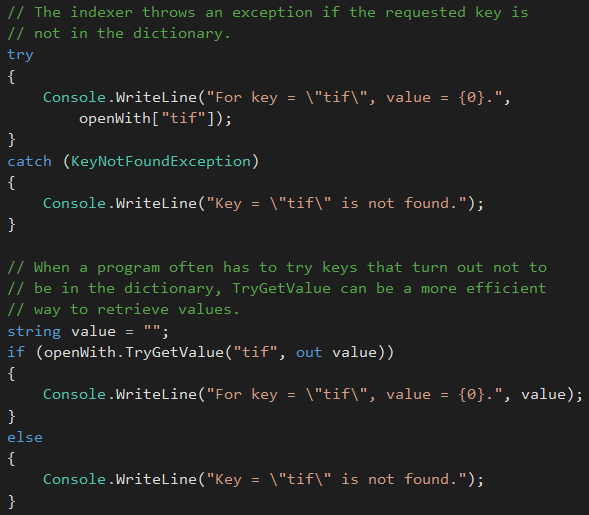 // The indexer throws an exception if the requested key is
// not in the dictionary.
try
{
    Console.WriteLine("For key = \"tif\", value = {0}.",
        openWith["tif"]);
}
catch (KeyNotFoundException)
{
    Console.WriteLine("Key = \"tif\" is not found.");
}

// When a program often has to try keys that turn out not to
// be in the dictionary, TryGetValue can be a more efficient
// way to retrieve values.
string value = "";
if (openWith.TryGetValue("tif", out value))
{
    Console.WriteLine("For key = \"tif\", value = {0}.", value);
}
else
{
    Console.WriteLine("Key = \"tif\" is not found.");
}